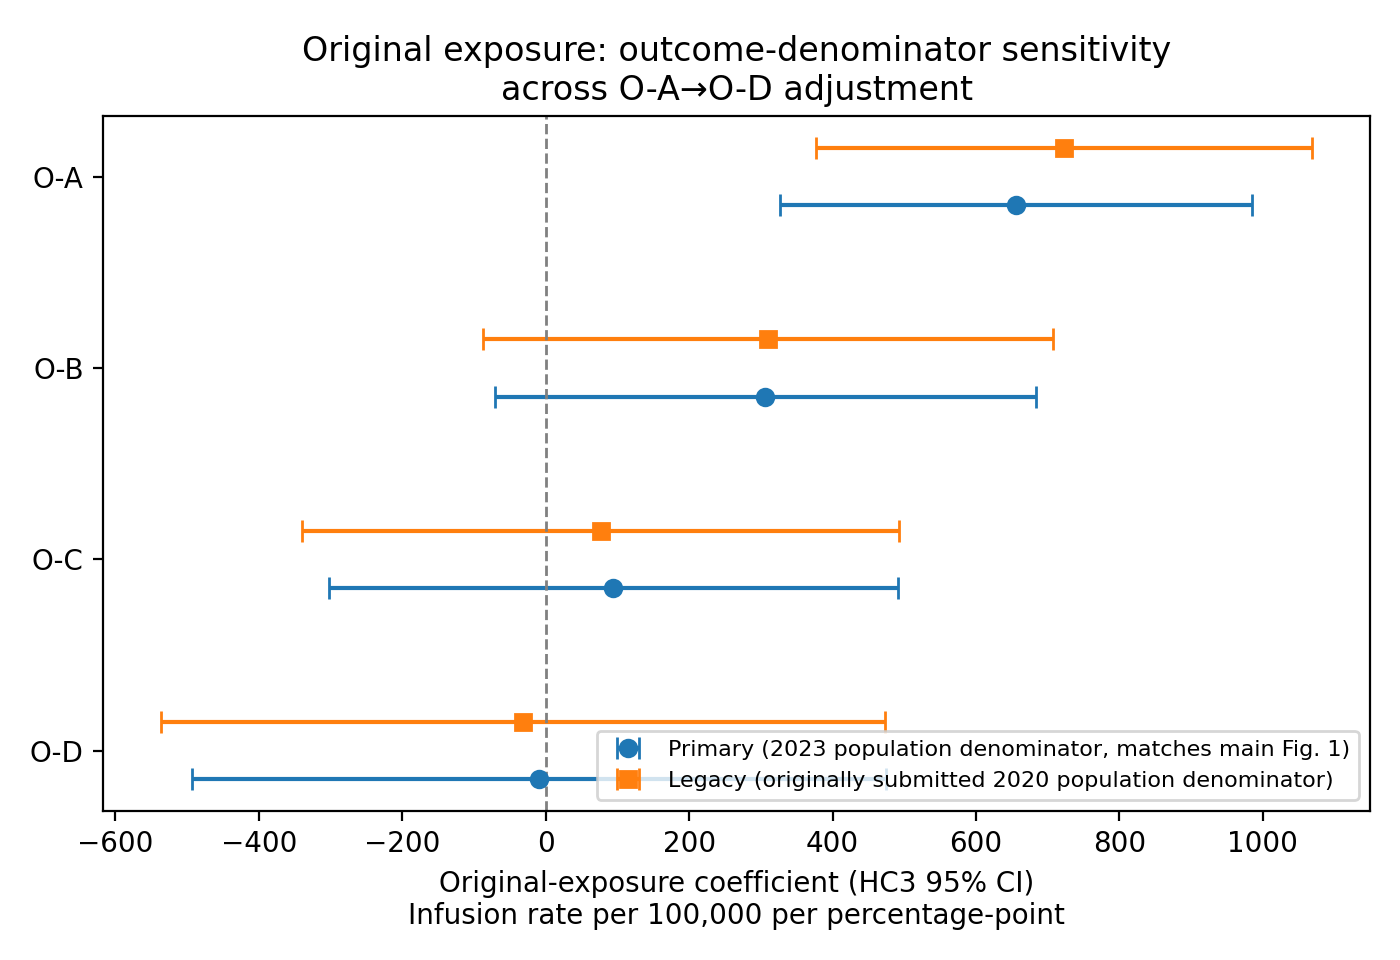 Original exposure: outcome-denominator sensitivity
across O-A→O-D adjustment
O-A
O-B
O-C
O-D
Primary (2023 population denominator, matches main Fig. 1)
Legacy (originally submitted 2020 population denominator)
−600 −400 −200 0 200 400 600 800 1000
Original-exposure coefficient (HC3 95% CI)
Infusion rate per 100,000 per percentage-point